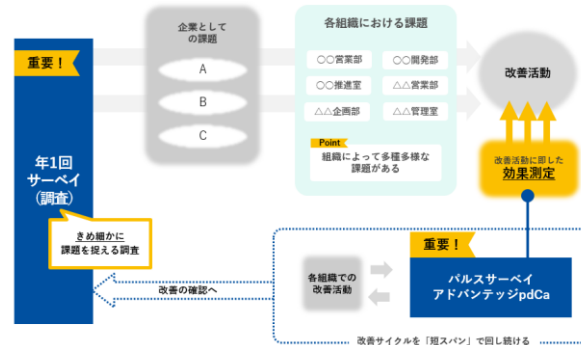 重要！
年1回
サーベイ
(調査)
きめ細かに
課題を捉える調査
企業として
の課題
A
B
C
各組織における課題
〇〇営業部
〇〇開発部
〇〇推進室
△△営業部
△△企画部
△△管理室
Point
組織によって多種多様な
課題がある
改善活動
改善活動に即した
効果測定
重要！
パルスサーベイ
アドバンテッジpdCa
各組織での
改善活動
改善の確認へ
改善サイクルを「短スパン」で回し続ける